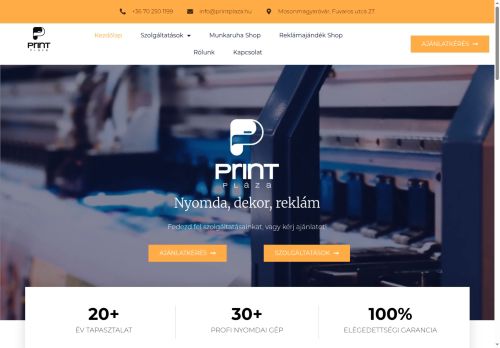 +36 70 250 1199 info@printplaza.hu Mosonmagyaróvár, Fuvaros utca 27.
PRINT
PLAZA
Kezdőlap Szolgáltatások Munkaruha Shop Reklámajándék Shop
Rólunk Kapcsolat
AJÁNLATKÉRÉS →
PRINT
PLAZA
Nyomda, dekor, reklám
Fedezd fel szolgáltatásainkat, vagy kérj ajánlatot!
AJÁNLATKÉRÉS →
SZOLGÁLTATÁSOK →
20+ 30+ 100%
ÉV TAPASZTALAT PROFI NYOMDAI GÉP ELÉGEDETTSÉGI GARANCIA